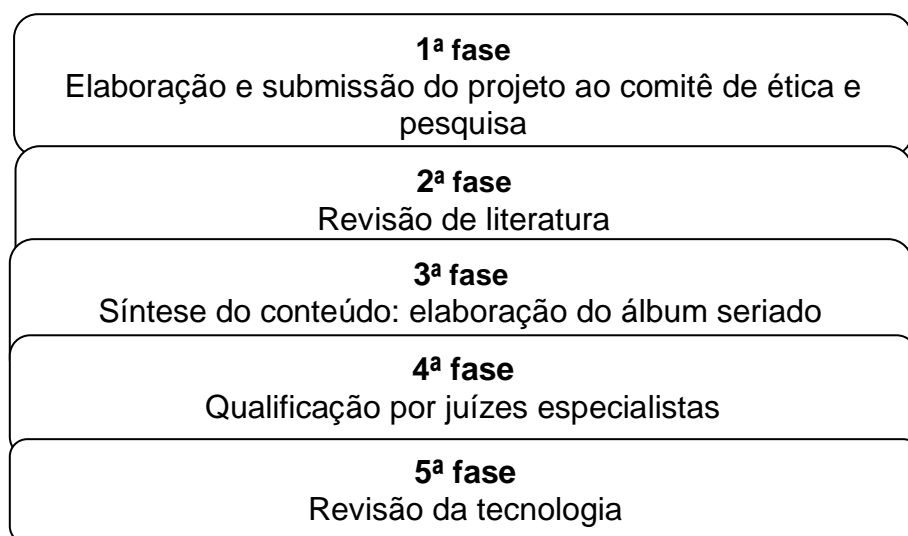 1ª fase
Elaboração e submissão do projeto ao comitê de ética e
pesquisa
2ª fase
Revisão de literatura
3ª fase
Síntese do conteúdo: elaboração do álbum seriado
4ª fase
Qualificação por juízes especialistas
5ª fase
Revisão da tecnologia